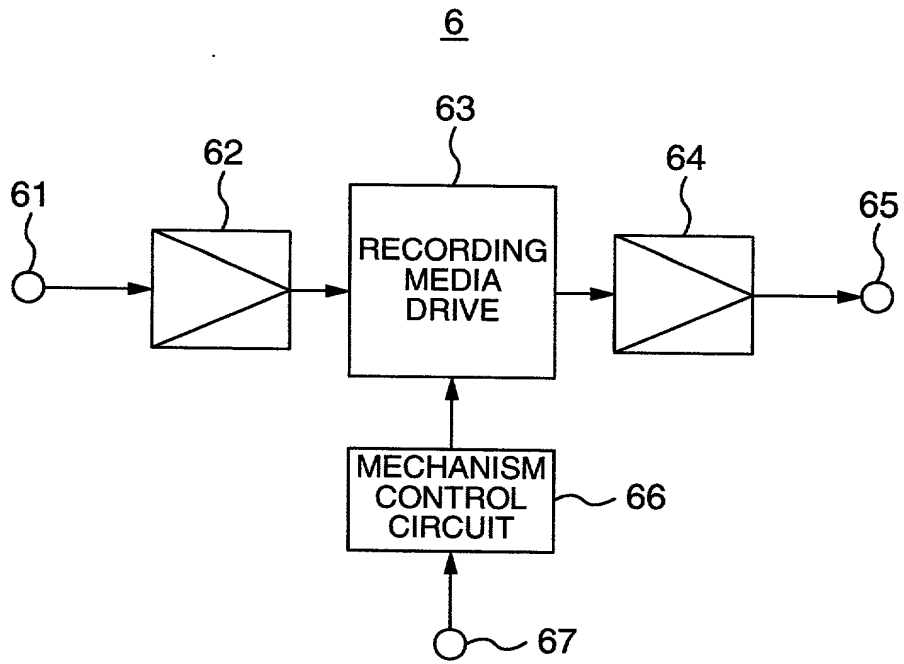 6
63
62
64
61
65
RECORDING
MEDIA
DRIVE
MECHANISM
CONTROL
CIRCUIT
66
67